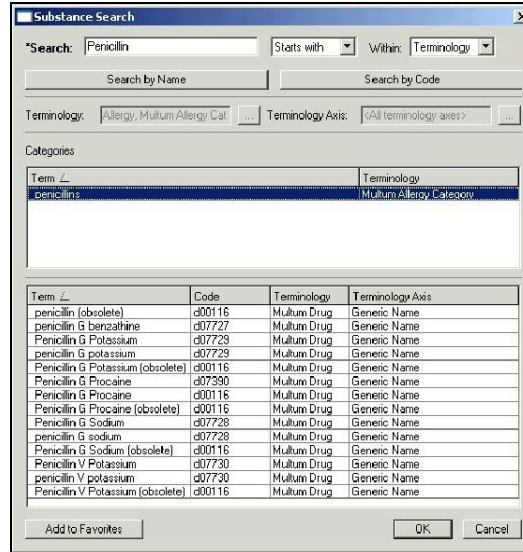 Substance Search
*Search: Penicillin Starts with Within: Terminology
Search by Name Search by Code
Terminology: Allergy, Multum Allergy Cat ... Terminology Axis: <All terminology axes> ...
Categories
Term Terminology
penicillins Multum Allergy Category
Term Code Terminology Terminology Axis
penicillin (obsolete) d00116 Multum Drug Generic Name
penicillin G benzathine d07727 Multum Drug Generic Name
Penicillin G Potassium d07729 Multum Drug Generic Name
penicillin G potassium d07729 Multum Drug Generic Name
Penicillin G Potassium (obsolete) d00116 Multum Drug Generic Name
Penicillin G Procaine d07390 Multum Drug Generic Name
Penicillin G Procaine d00116 Multum Drug Generic Name
Penicillin G Procaine (obsolete) d00116 Multum Drug Generic Name
Penicillin G Sodium d07728 Multum Drug Generic Name
penicillin G sodium d07728 Multum Drug Generic Name
Penicillin G Sodium (obsolete) d00116 Multum Drug Generic Name
Penicillin V Potassium d07730 Multum Drug Generic Name
penicillin V potassium d07730 Multum Drug Generic Name
Penicillin V Potassium (obsolete) d00116 Multum Drug Generic Name
Add to Favorites OK Cancel